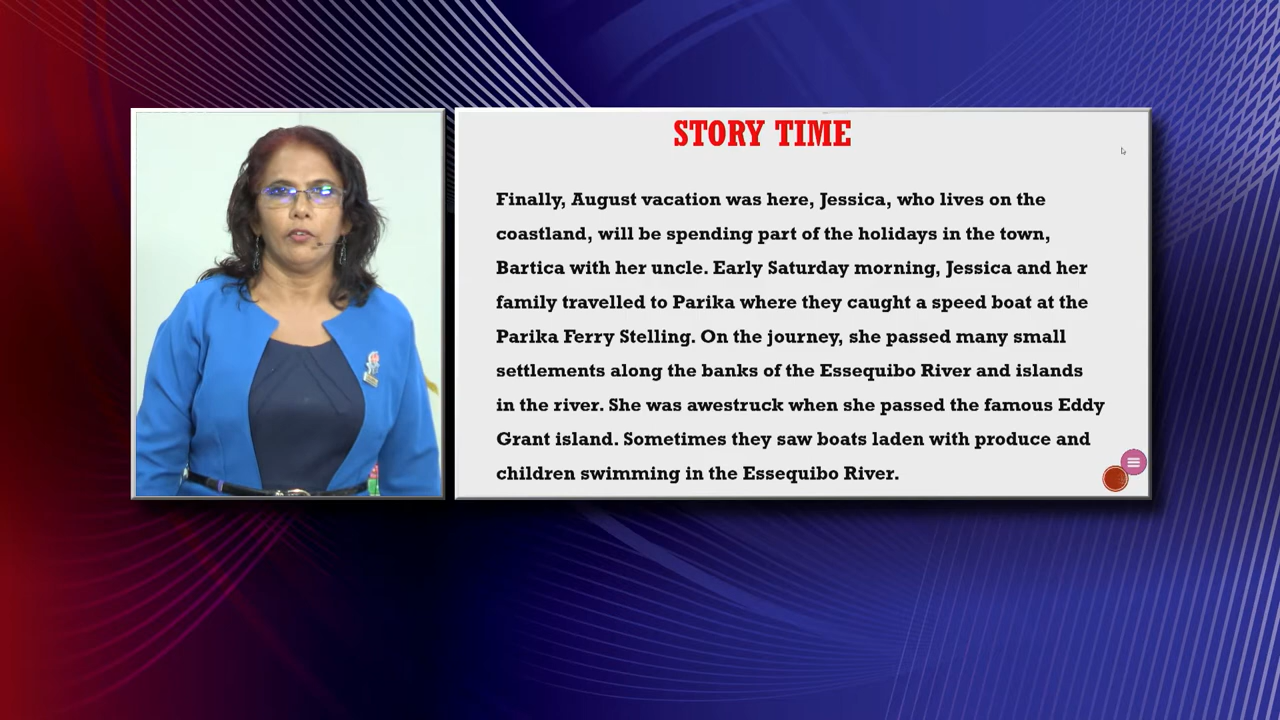 STORY TIME
Finally, August vacation was here, Jessica, who lives on the
coastland, will be spending part of the holidays in the town,
Bartica with her uncle. Early Saturday morning, Jessica and her
family travelled to Parika where they caught a speed boat at the
Parika Ferry Stelling. On the journey, she passed many small
settlements along the banks of the Essequibo River and islands
in the river. She was awestruck when she passed the famous Eddy
Grant island. Sometimes they saw boats laden with produce and
children swimming in the Essequibo River.